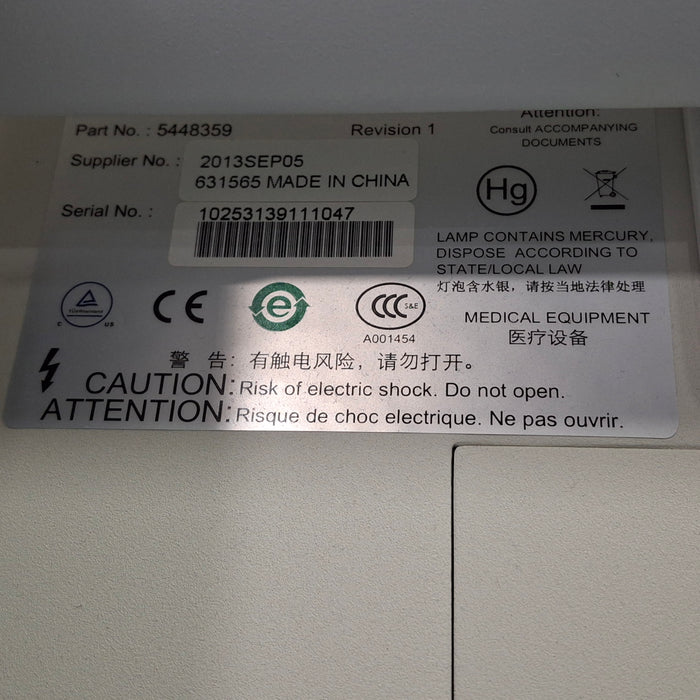 Attention:
Part No. : 5448359 Revision 1 Consult ACCOMPANYING
DOCUMENTS
Supplier No. : 2013SEP05
631565 MADE IN CHINA
Hg
Serial No. : 10253139111047
LAMP CONTAINS MERCURY,
DISPOSE ACCORDING TO
STATE/LOCAL LAW
灯泡含水银，请按当地法律处理
C US
CE
e
CCC S&E
A001454
MEDICAL EQUIPMENT
医疗设备
警 告: 有触电风险，请勿打开。
CAUTION: Risk of electric shock. Do not open.
ATTENTION: Risque de choc electrique. Ne pas ouvrir.